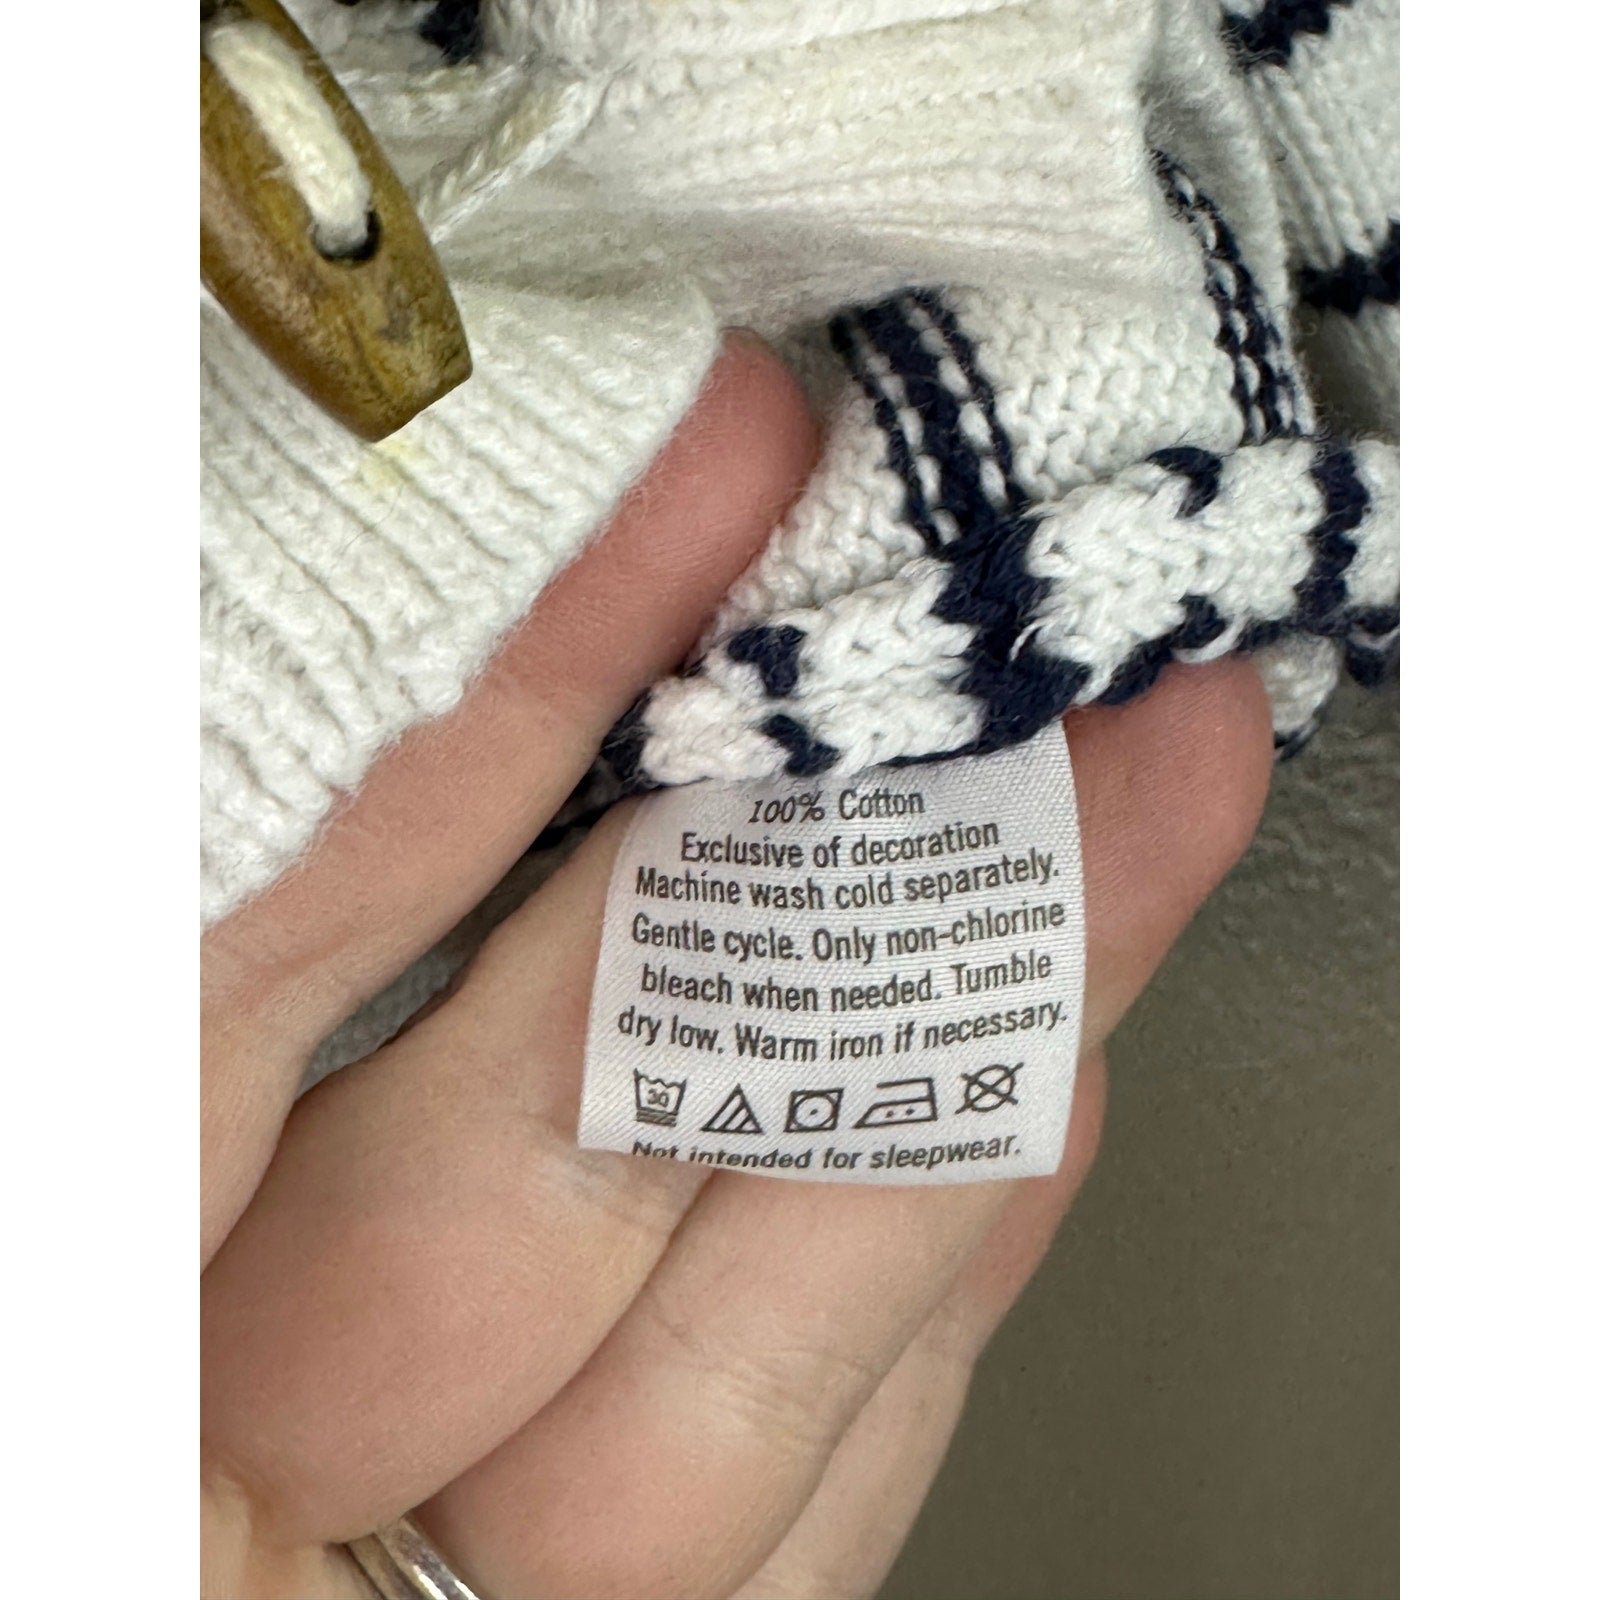 100% Cotton
Exclusive of decoration
Machine wash cold separately.
Gentle cycle. Only non-chlorine
bleach when needed. Tumble
dry low. Warm iron if necessary.
30
Not intended for sleepwear.